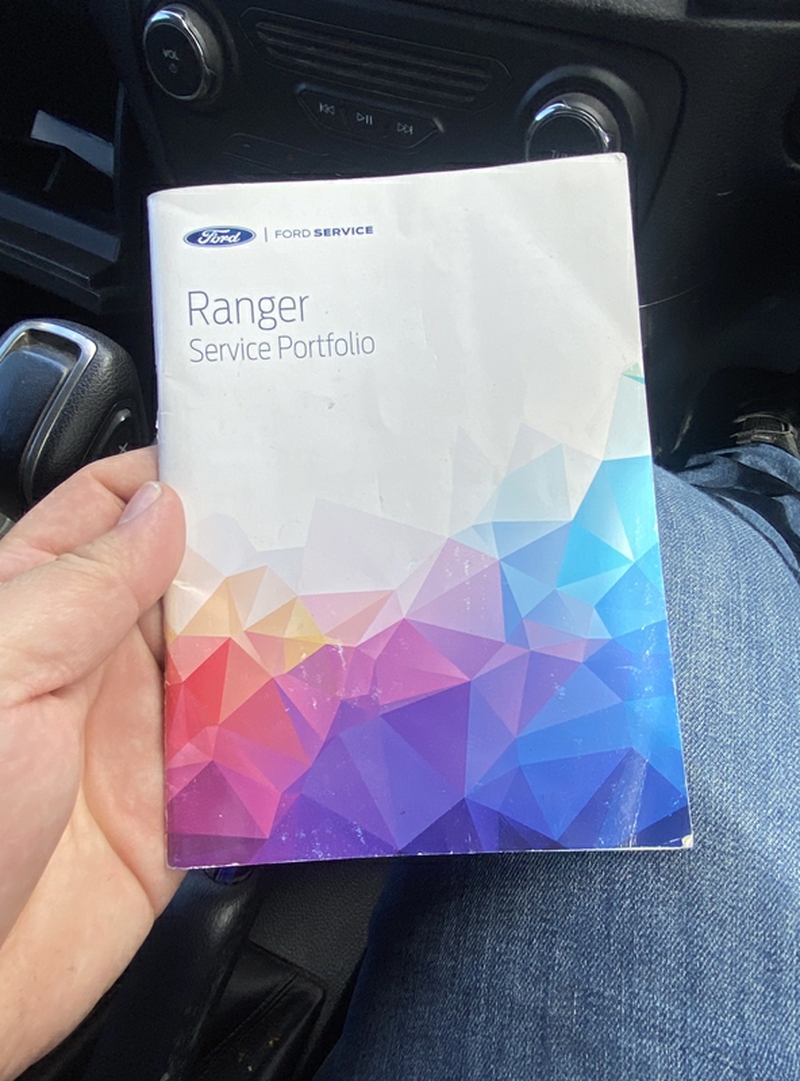 VOL
Ford | FORD SERVICE
Ranger
Service Portfolio